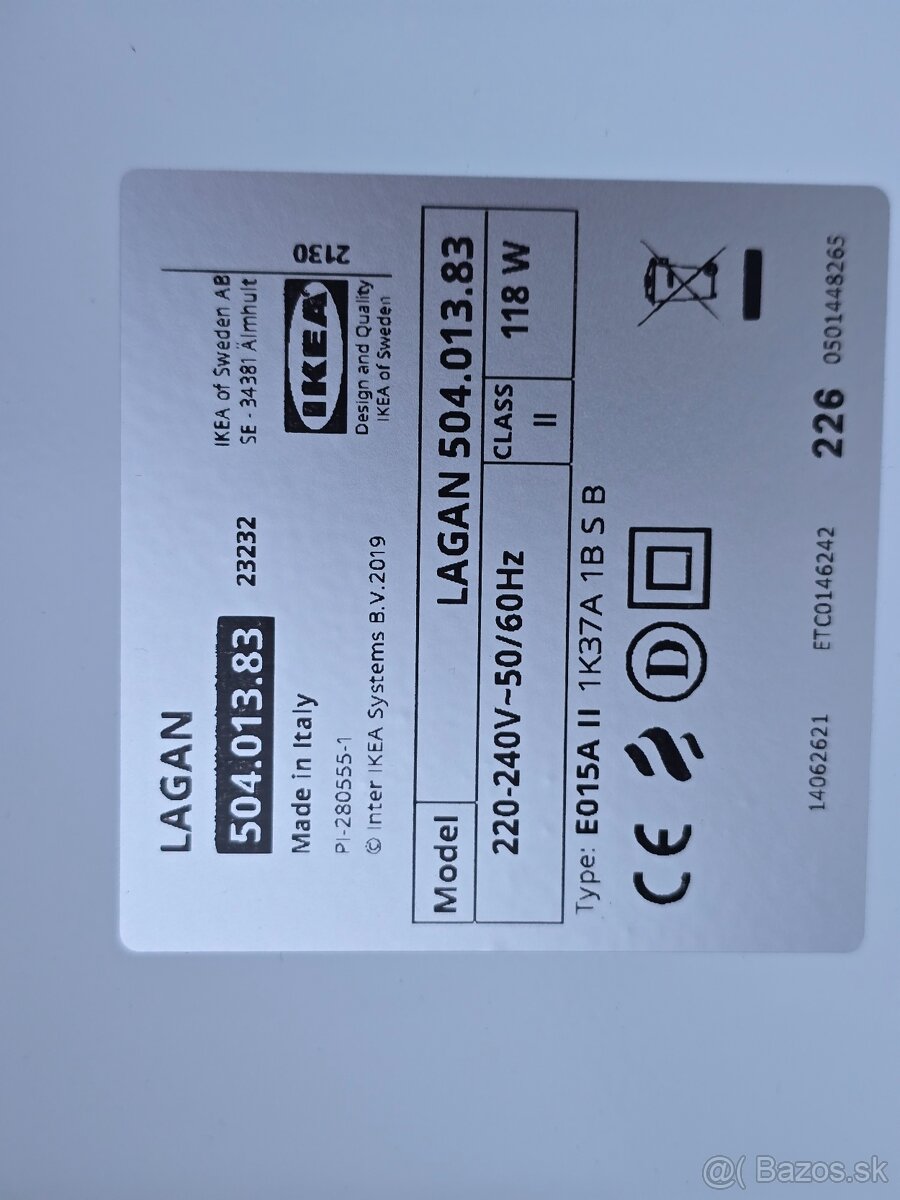 LAGAN
504.013.83 23232
Made in Italy
PI-280555-1
© Inter IKEA Systems B.V.2019
IKEA of Sweden AB
SE - 34381 Älmhult
IKEA
Design and Quality
IKEA of Sweden
2130
Model LAGAN 504.013.83
220-240V~50/60Hz CLASS II 118 W
Type: E015A II 1K37A 1B S B
CE D
14062621 ETC0146242 226 0501448265
@( Bazos.sk